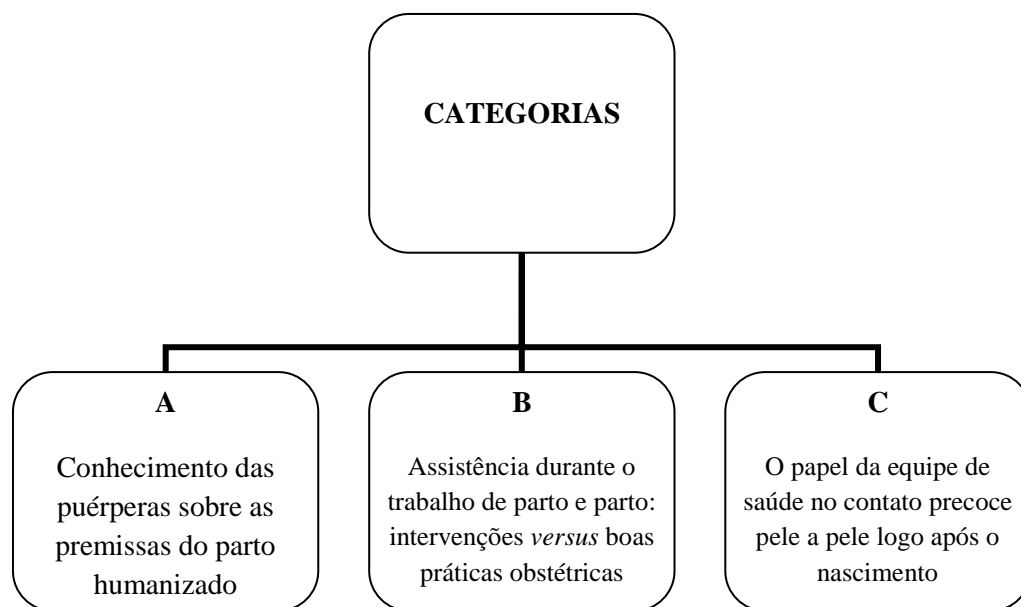 CATEGORIAS
A
Conhecimento das
puérperas sobre as
premissas do parto
humanizado
B
Assistência durante o
trabalho de parto e parto:
intervenções versus boas
práticas obstétricas
C
O papel da equipe de
saúde no contato precoce
pele a pele logo após o
nascimento